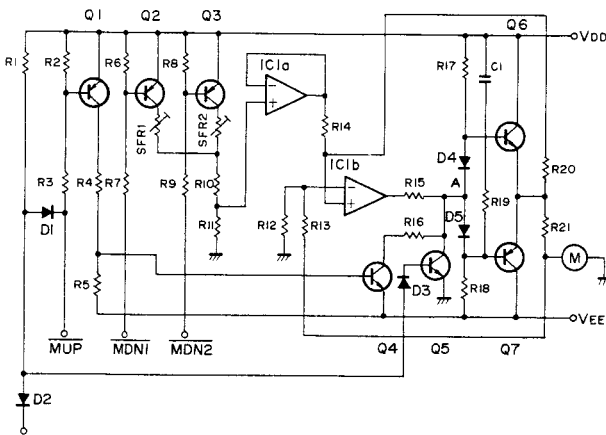 Q1 Q2 Q3 Q6
VDD
R1 R2 R6 R8
IC1a
R17 C1
SFR1 SFR2
R14
IC1b
D4
R20
R3 R4 R7 R9 R10
R15 A
R19
D1
R11 R12 R13
R16 D5
R21
M
R5
D3
R18
VEE
MUP MDN1 MDN2
Q4 Q5 Q7
D2